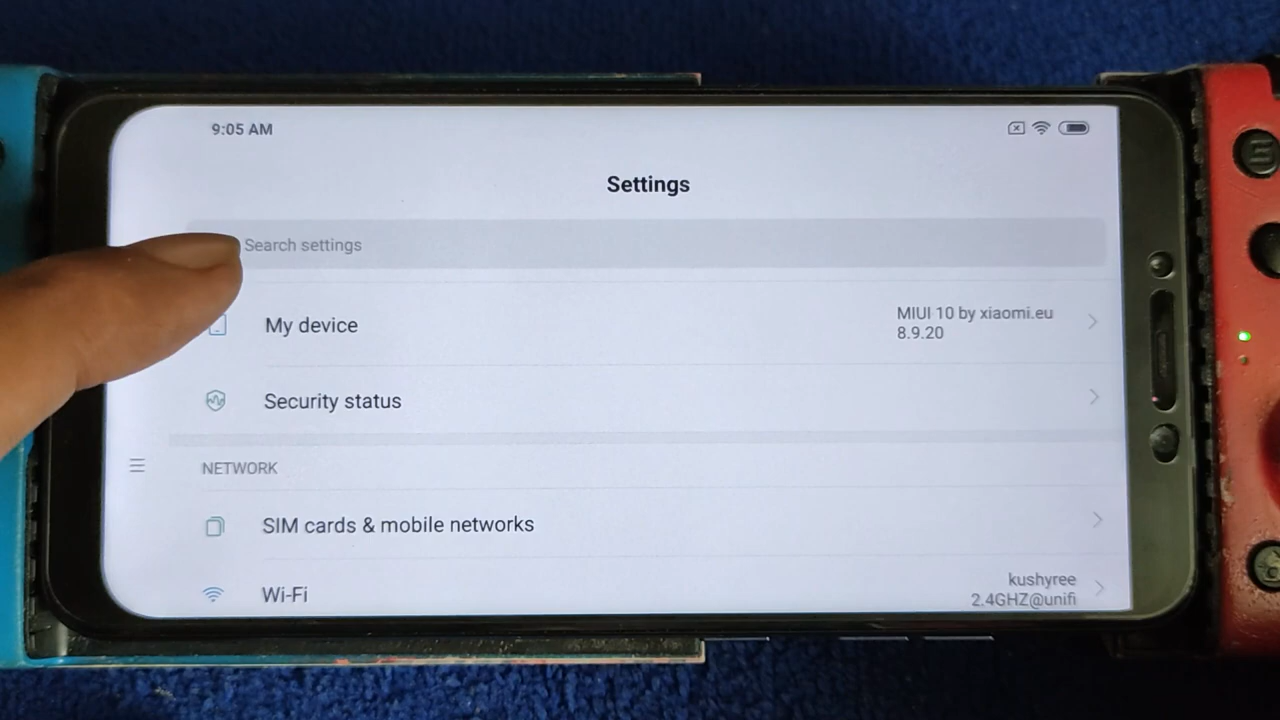 9:05 AM
Settings
Search settings
My device
MIUI 10 by xiaomi.eu
8.9.20
Security status
NETWORK
SIM cards & mobile networks
Wi-Fi
kushyree
2.4GHZ@unifi